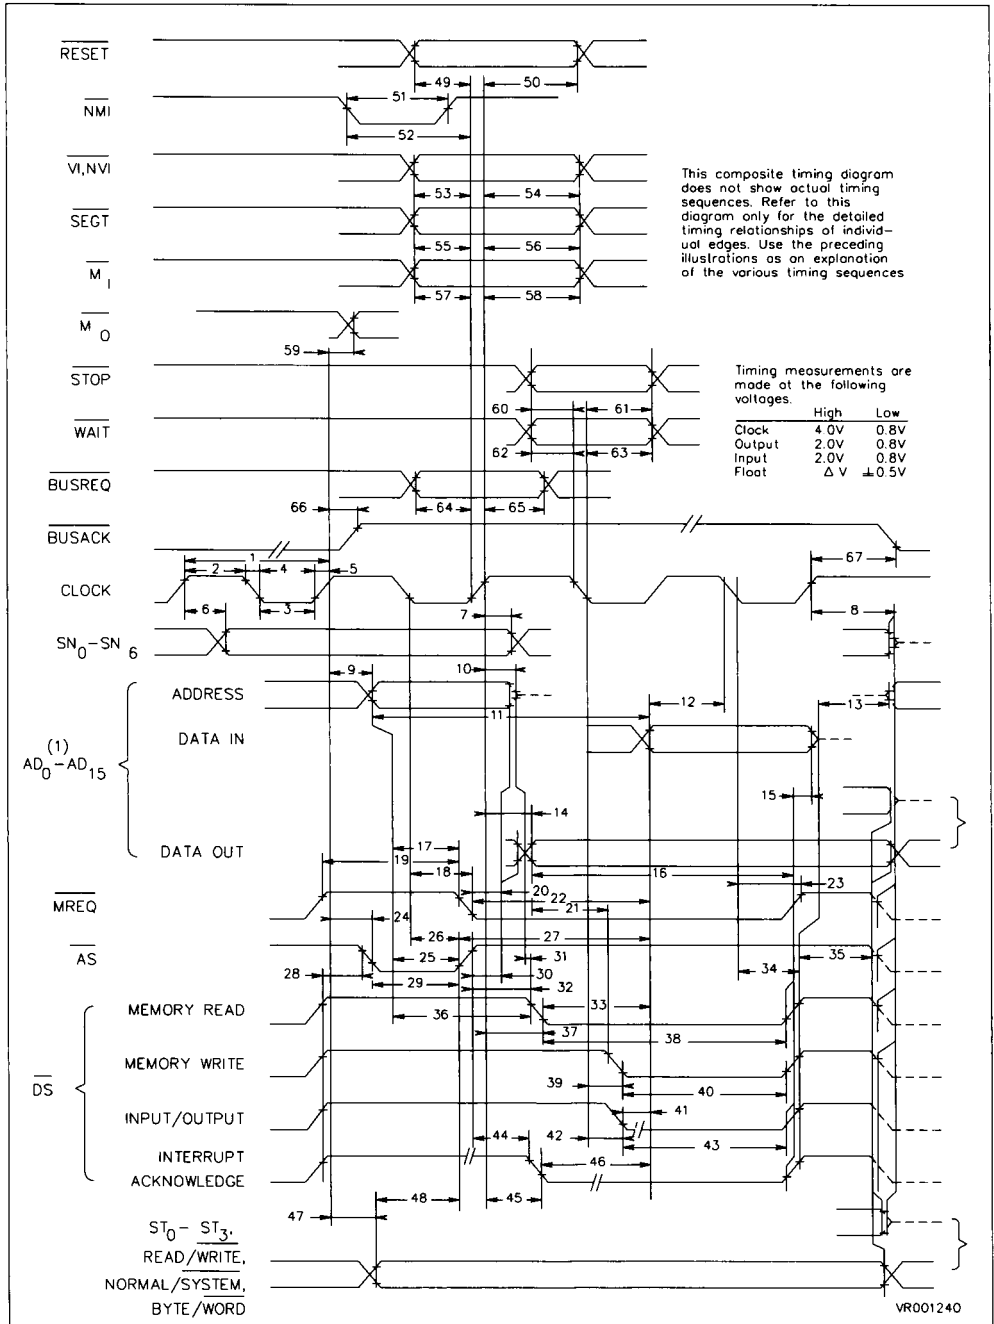 RESET
49
50
NMI
51
52
VI,NVI
53
54
SEGT
55
56
M I
57
58
M O
59
This composite timing diagram
does not show actual timing
sequences. Refer to this
diagram only for the detailed
timing relationships of individ-
ual edges. Use the preceding
illustrations as an explanation
of the various timing sequences
STOP
60
61
WAIT
62
63
Timing measurements are
made at the following
voltages.
High Low
Clock 4.0V 0.8V
Output 2.0V 0.8V
Input 2.0V 0.8V
Float Δ V ±0.5V
BUSREQ
66
64
65
BUSACK
1
67
2
4
5
CLOCK
6
3
7
8
SN0-SN6
9
10
ADDRESS
11
12
13
DATA IN
(1)
AD0-AD15
15
14
DATA OUT
17
19
16
18
20
23
MREQ
22
24
21
26
27
AS
25
31
35
28
30
34
29
32
MEMORY READ
33
36
37
38
MEMORY WRITE
39
40
DS
INPUT/OUTPUT
41
44
42
43
INTERRUPT
ACKNOWLEDGE
46
48
45
47
ST0- ST3,
READ/WRITE,
NORMAL/SYSTEM,
BYTE/WORD
VR001240